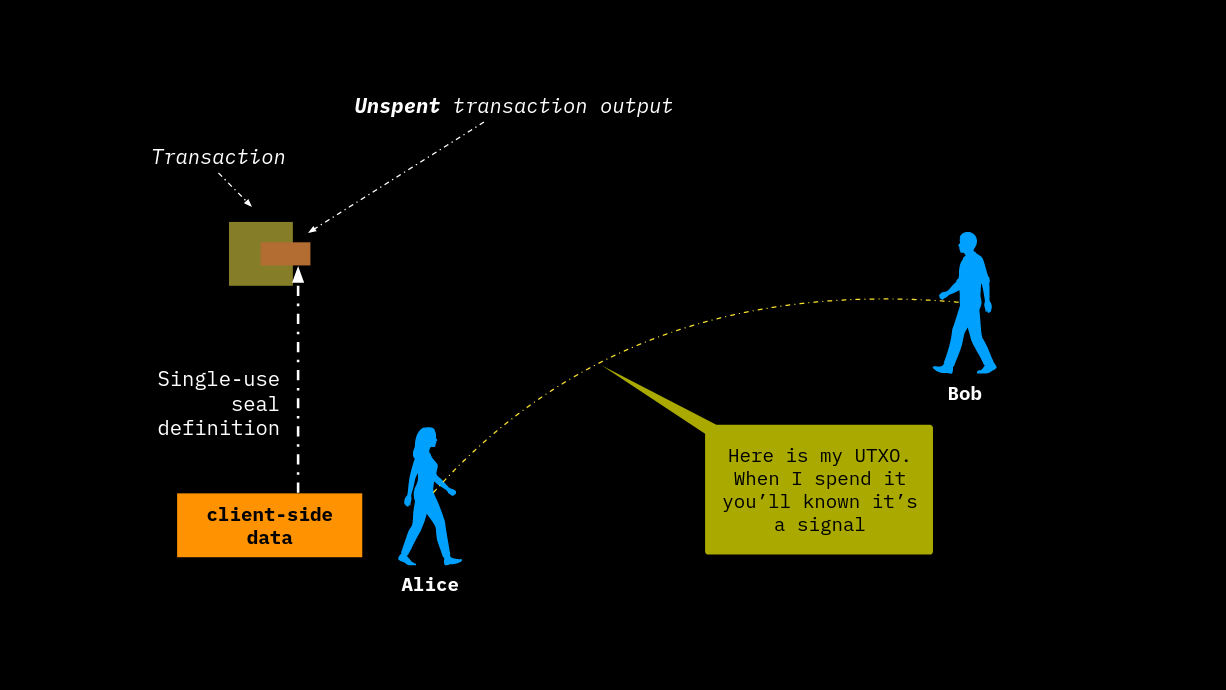 Unspent transaction output
Transaction
Single-use
seal
definition
client-side
data
Alice
Bob
Here is my UTXO.
When I spend it
you’ll known it’s
a signal